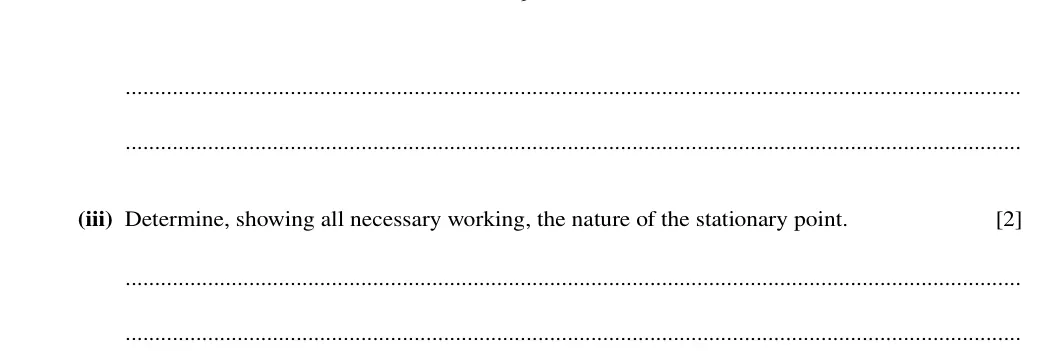 (iii) Determine, showing all necessary working, the nature of the stationary point. [2]